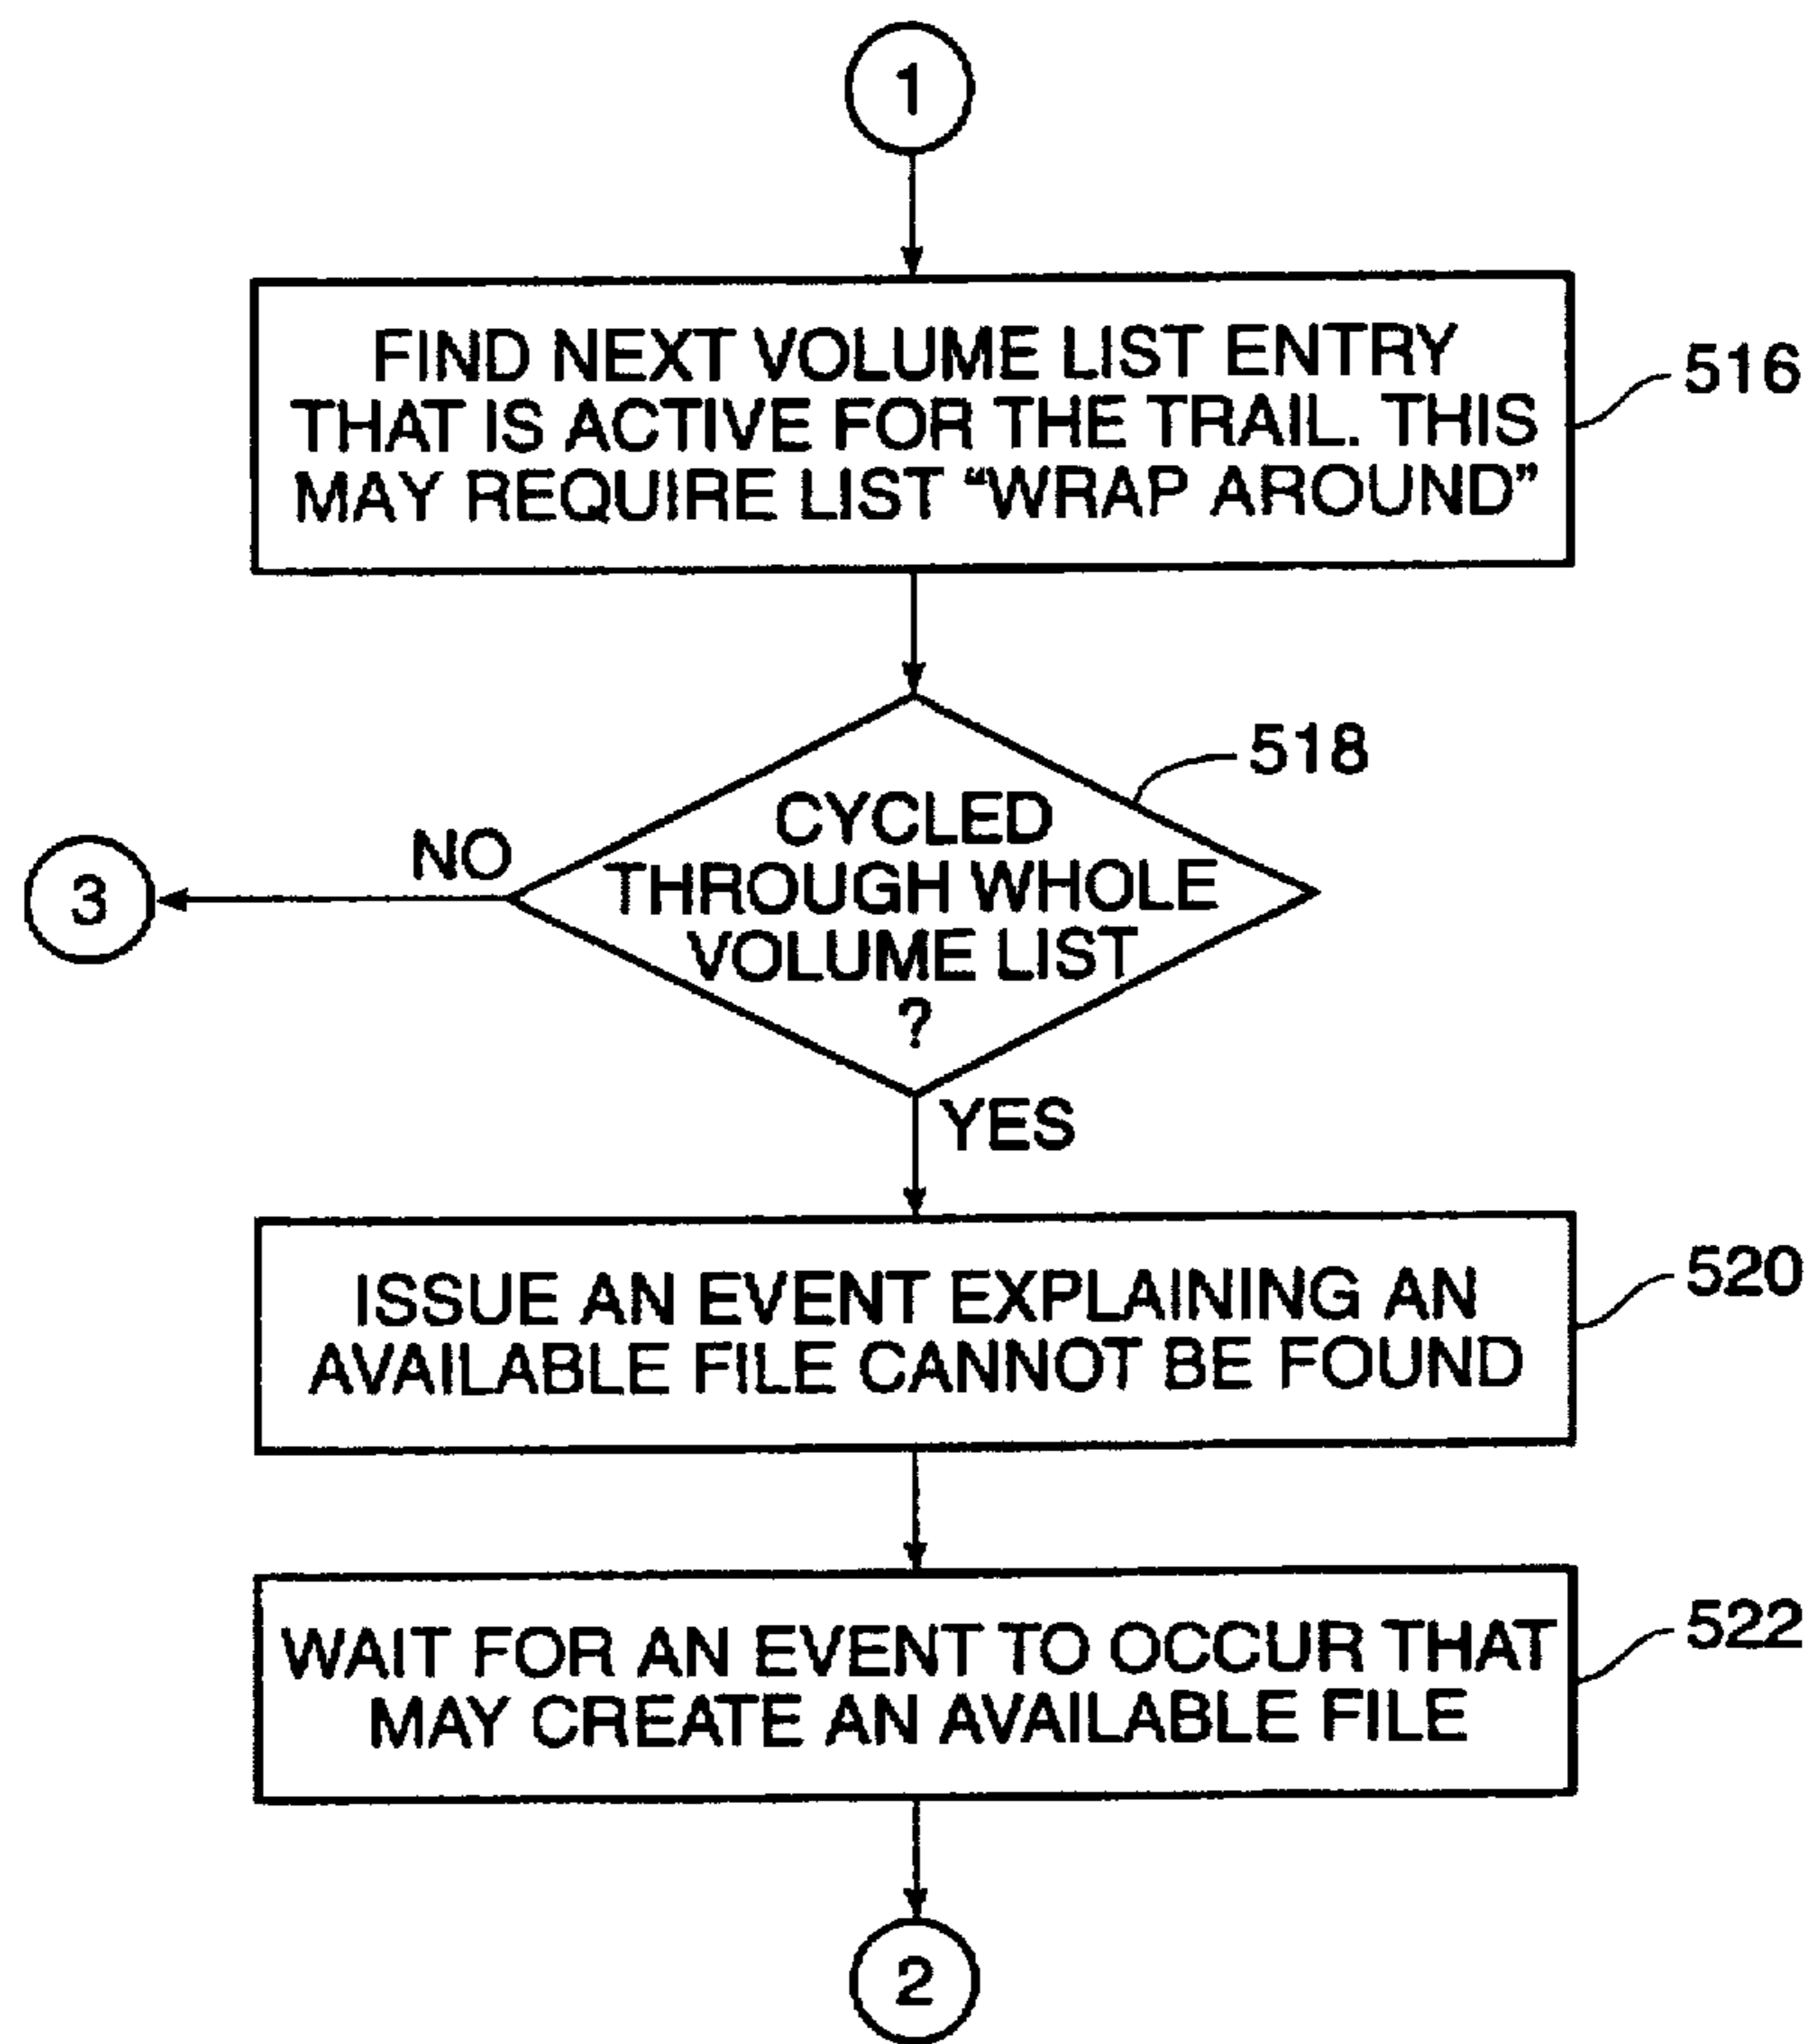 1
FIND NEXT VOLUME LIST ENTRY
THAT IS ACTIVE FOR THE TRAIL. THIS
MAY REQUIRE LIST “WRAP AROUND”
516
518
CYCLED
THROUGH WHOLE
VOLUME LIST
?
NO
3
YES
ISSUE AN EVENT EXPLAINING AN
AVAILABLE FILE CANNOT BE FOUND
520
WAIT FOR AN EVENT TO OCCUR THAT
MAY CREATE AN AVAILABLE FILE
522
2